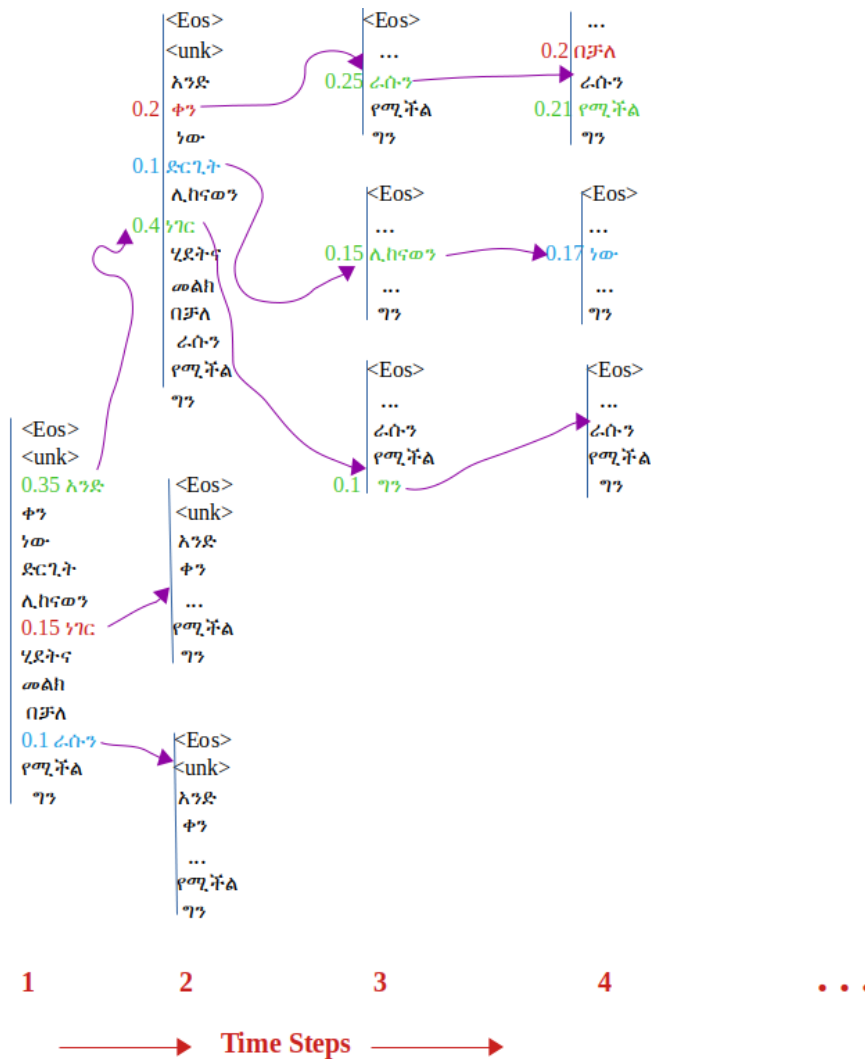 <Eos>
<unk>
0.35 አንድ
ቀን
ነው
ድርጊት
ሊከናወን
0.15 ነገር
ሂደትና
መልክ
በቻለ
0.1 ራሱን
የሚችል
ግን
<Eos>
<unk>
አንድ
0.2 ቀን
ነው
0.1 ድርጊት
ሊከናወን
0.4 ነገር
ሂደትና
መልክ
በቻለ
ራሱን
የሚችል
ግን
<Eos>
<unk>
አንድ
ቀን
...
የሚችል
ግን
<Eos>
<unk>
አንድ
ቀን
...
የሚችል
ግን
<Eos>
...
0.25 ራሱን
የሚችል
ግን
<Eos>
...
0.15 ሊከናወን
...
ግን
<Eos>
...
ራሱን
የሚችል
0.1 ግን
...
0.2 በቻለ
ራሱን
0.21 የሚችል
ግን
<Eos>
...
0.17 ነው
...
ግን
<Eos>
...
ራሱን
የሚችል
ግን
1 2 3 4 ...
Time Steps